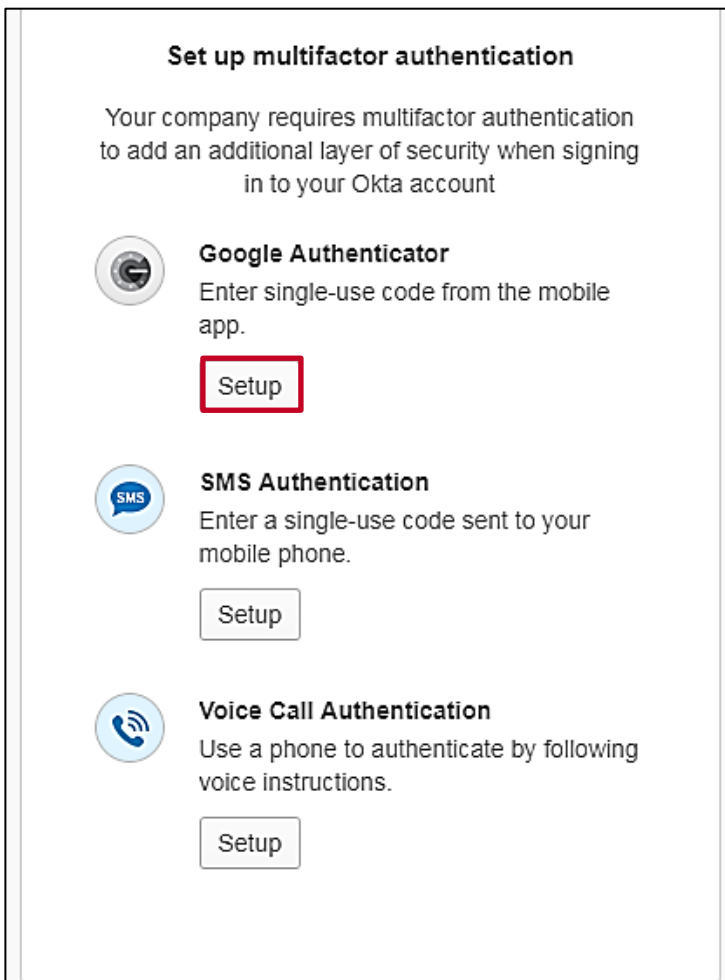 Set up multifactor authentication
Your company requires multifactor authentication
to add an additional layer of security when signing
in to your Okta account
Google Authenticator
Enter single-use code from the mobile
app.
Setup
SMS
SMS Authentication
Enter a single-use code sent to your
mobile phone.
Setup
Voice Call Authentication
Use a phone to authenticate by following
voice instructions.
Setup